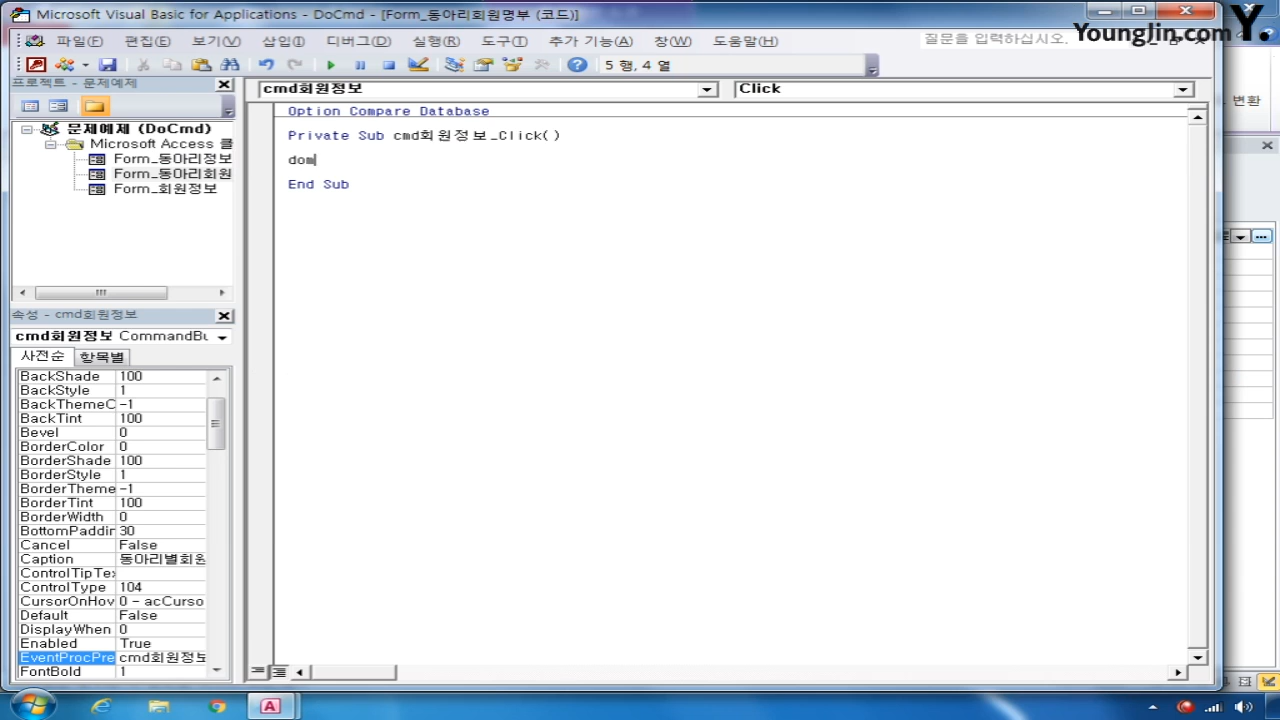 Microsoft Visual Basic for Applications - DoCmd - [Form_동아리회원명부 (코드)]
YoungJin.com Y.
파일(F) 편집(E) 보기(V) 삽입(I) 디버그(D) 실행(R) 도구(T) 추가 기능(A) 창(W) 도움말(H) 질문을 입력하십시오.
5 행, 4 열
프로젝트 - 문제예제
cmd회원정보 Click
변환
Option Compare Database
문제예제 (DoCmd)
Private Sub cmd회원정보_Click()
Microsoft Access 클
Form_동아리정보
dom
Form_동아리회원
End Sub
Form_회원정보
속성 - cmd회원정보
cmd회원정보 CommandBu
사전순 항목별
BackShade 100
BackStyle 1
BackThemeC -1
BackTint 100
Bevel 0
BorderColor 0
BorderShade 100
BorderStyle 1
BorderTheme -1
BorderTint 100
BorderWidth 0
BottomPaddin 30
Cancel False
Caption 동아리별회원
ControlTipTex
ControlType 104
CursorOnHov 0 - acCurso
Default False
DisplayWhen 0
Enabled True
EventProcPre cmd회원정보
FontBold 1